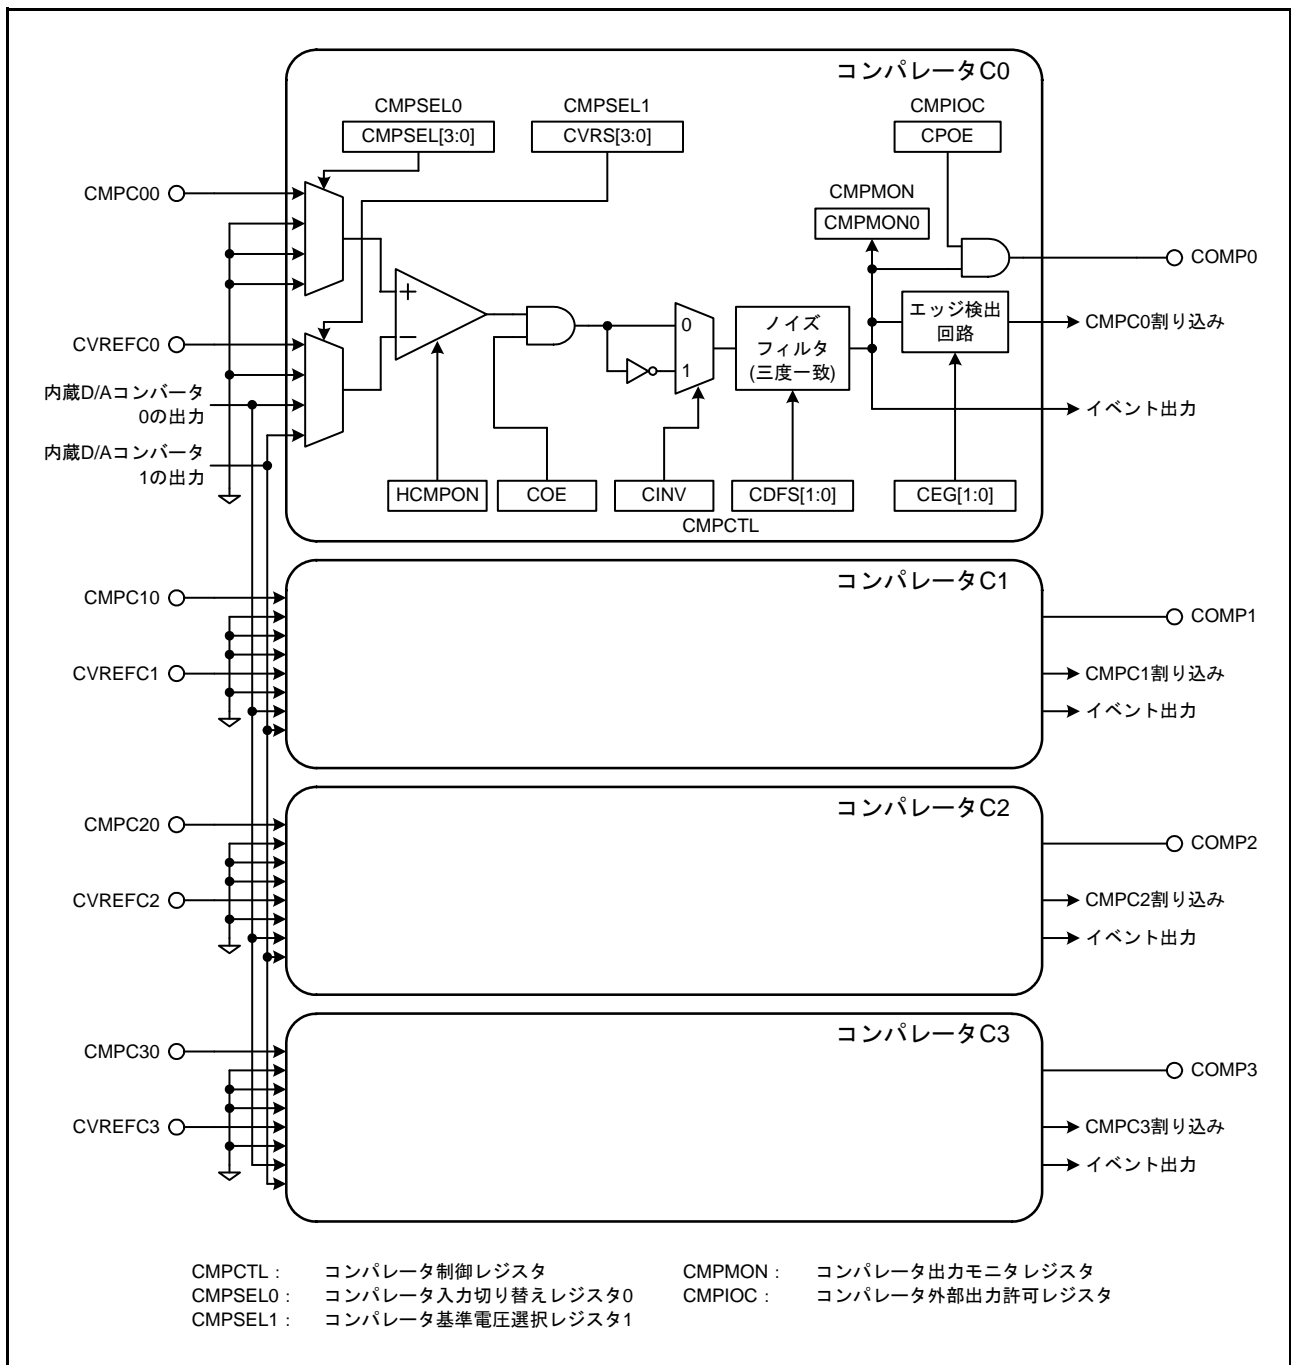 コンパレータC0
CMPSEL0
CMPSEL1
CMPIOC
CMPSEL[3:0]
CVRS[3:0]
CPOE
CMPC00
CMPMON
CMPMON0
COMP0
+
エッジ検出
回路
CMPC0割り込み
CVREFC0
−
0
1
ノイズ
フィルタ
(三度一致)
内蔵D/Aコンバータ
0の出力
イベント出力
内蔵D/Aコンバータ
1の出力
HCMPON
COE
CINV
CDFS[1:0]
CEG[1:0]
CMPCTL
コンパレータC1
CMPC10
COMP1
CVREFC1
CMPC1割り込み
イベント出力
コンパレータC2
CMPC20
COMP2
CVREFC2
CMPC2割り込み
イベント出力
コンパレータC3
CMPC30
COMP3
CVREFC3
CMPC3割り込み
イベント出力
CMPCTL : コンパレータ制御レジスタ
CMPSEL0 : コンパレータ入力切り替えレジスタ0
CMPSEL1 : コンパレータ基準電圧選択レジスタ1
CMPMON : コンパレータ出力モニタレジスタ
CMPIOC : コンパレータ外部出力許可レジスタ